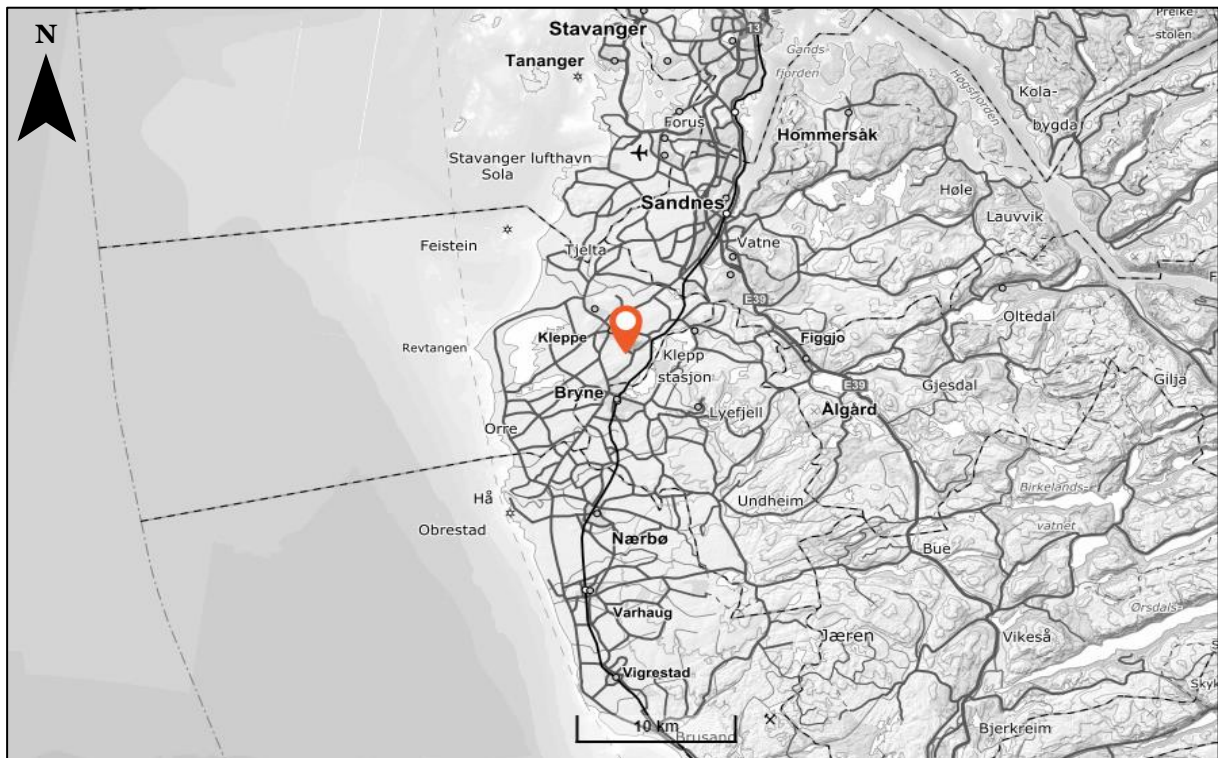 Stavanger
13
Preike-
stolen
N
Tananger
Gands-
fjorden
Høgsfjorden
Kola-
bygda
Forus
Hommersåk
Stavanger lufthavn
Sola
Høle
Sandnes
Lauvvik
Feistein
Tjelta
Vatne
E39
Oltedal
Kleppe
Figgjo
Revtangen
Klepp
stasjon
Gilja
E39
Gjesdal
Bryne
Lyefjell
Ålgård
Orre
Birkelands-
vatnet
Hå
Undheim
Obrestad
Nærbø
Bue
Varhaug
Ørsdals-
Jæren
Vikeså
Vigrestad
Skyk
10 km
Brusand
Bjerkreim